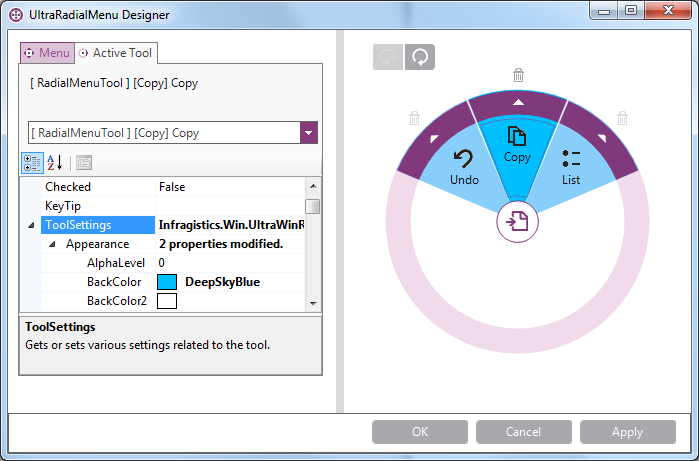 UltraRadialMenu Designer
Menu Active Tool
[ RadialMenuTool ] [Copy] Copy
[ RadialMenuTool ] [Copy] Copy
Checked False
KeyTip
ToolSettings Infragistics.Win.UltraWinR
Appearance 2 properties modified.
AlphaLevel 0
BackColor DeepSkyBlue
BackColor2
ToolSettings
Gets or sets various settings related to the tool.
Undo
Copy
List
OK Cancel Apply